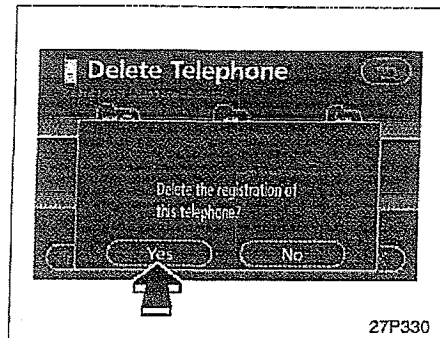 Delete Telephone
Delete the registration of
this telephone?
Yes No
27P330